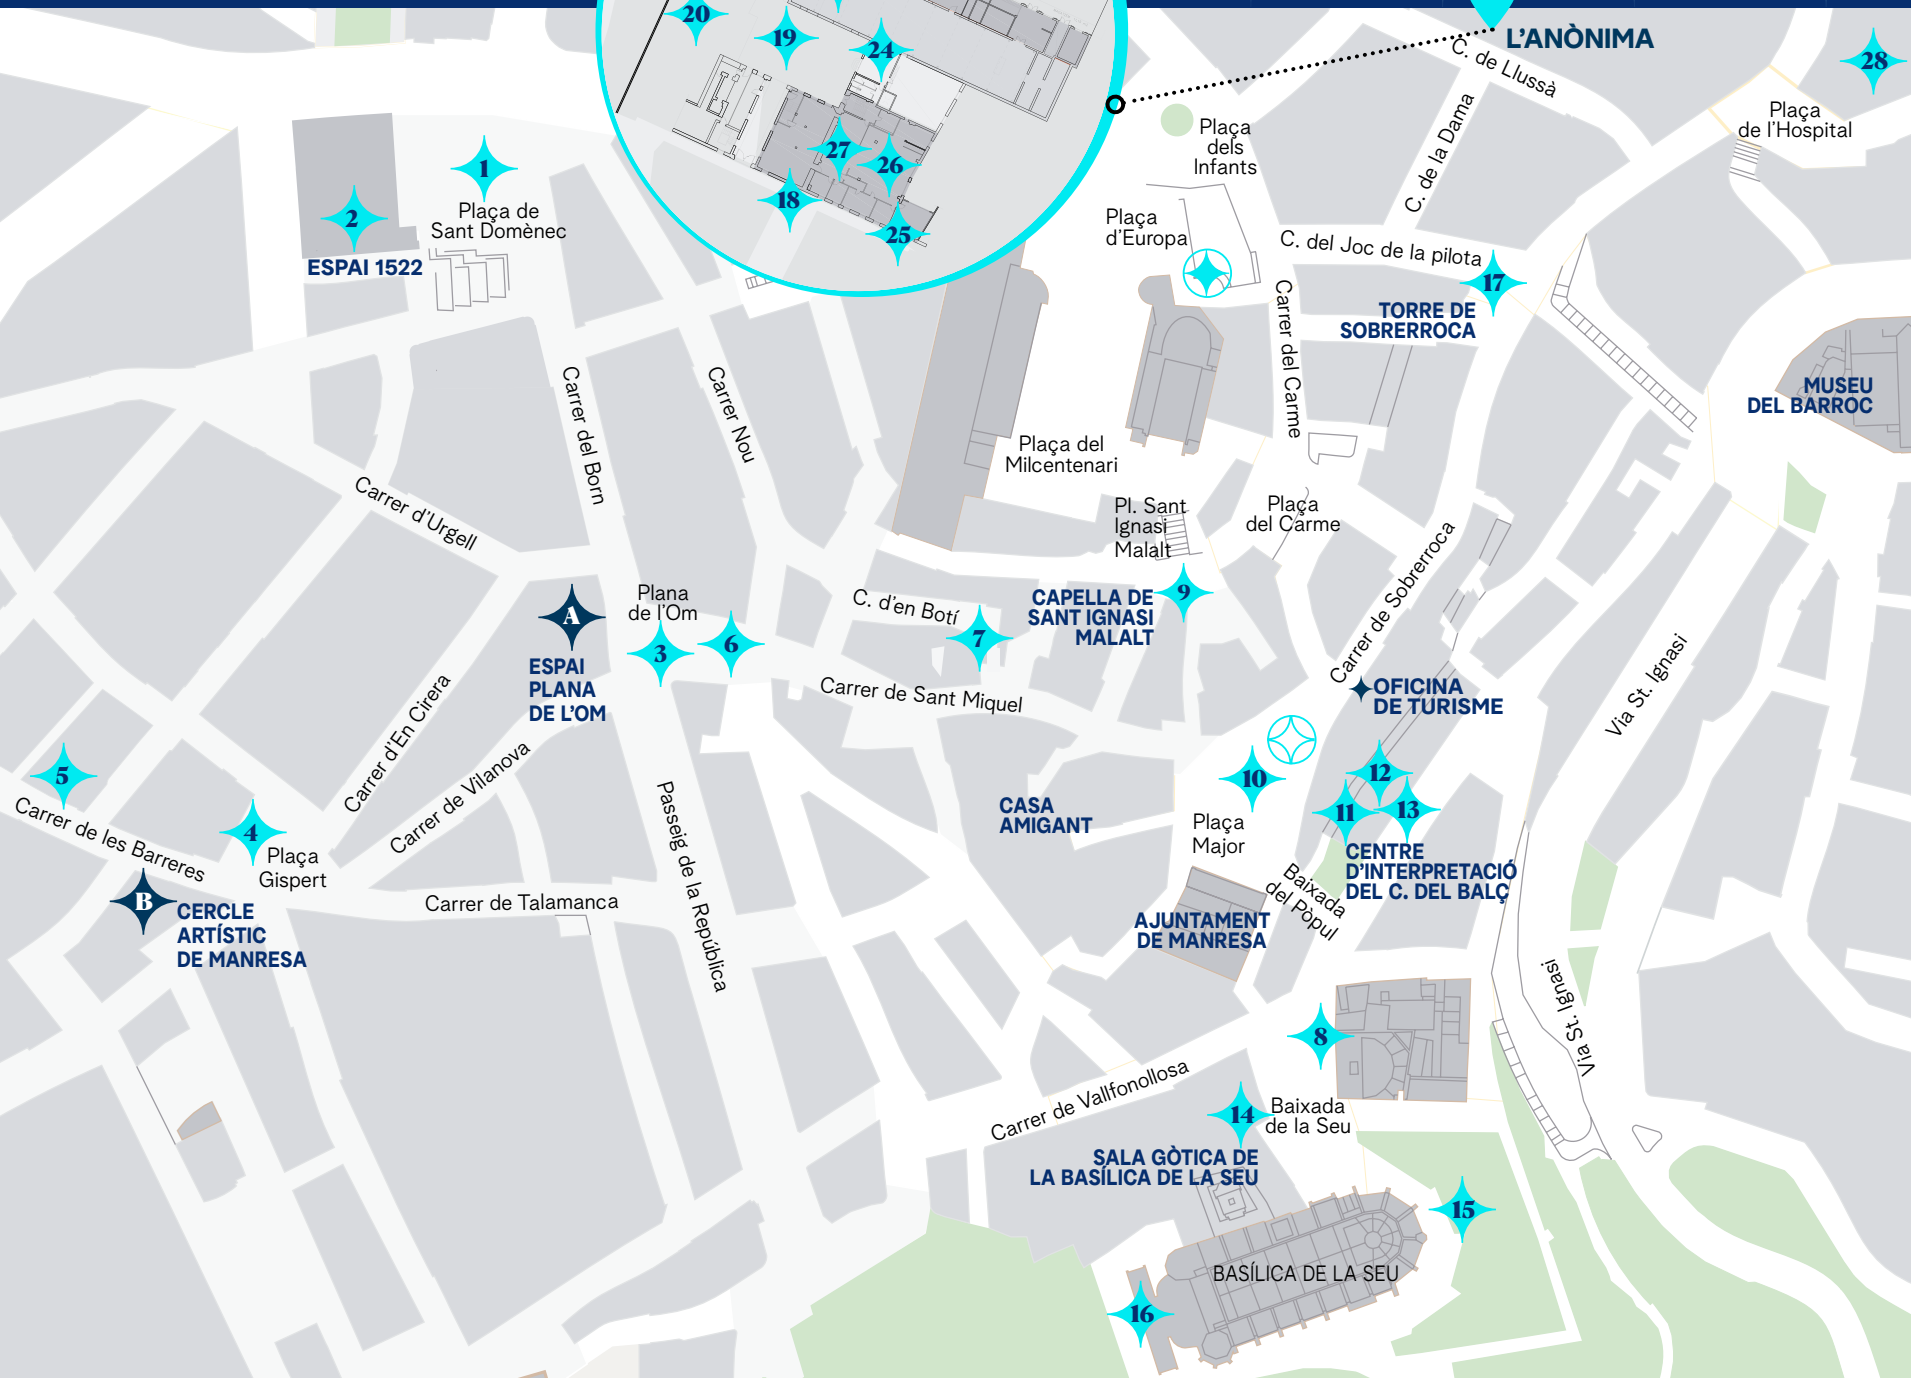 20
19
24
27
26
18
25
L'ANÒNIMA
C. de Llussà
28
Plaça
de l'Hospital
C. de la Dama
Plaça
dels
Infants
1
Plaça de
Sant Domènec
2
ESPAI 1522
Plaça
d'Europa
C. del Joc de la pilota
17
TORRE DE
SOBRERROCA
Carrer del Carme
MUSEU
DEL BARROC
Carrer del Born
Carrer Nou
Plaça del
Milcentenari
Carrer d'Urgell
Pl. Sant
Ignasi
Malalt
Plaça
del Carme
Carrer de Sobrerroca
A
ESPAI
PLANA
DE L'OM
Plana
de l'Om
3
6
C. d'en Botí
7
CAPELLA DE
SANT IGNASI
MALALT
9
Carrer de Sant Miquel
OFICINA
DE TURISME
Via St. Ignasi
Carrer d'En Cirera
Carrer de Vilanova
5
Carrer de les Barreres
4
Plaça
Gispert
B
CERCLE
ARTÍSTIC
DE MANRESA
Carrer de Talamanca
Passeig de la República
CASA
AMIGANT
10
Plaça
Major
12
11
13
CENTRE
D'INTERPRETACIÓ
DEL C. DEL BALÇ
Baixada
del Pòpul
AJUNTAMENT
DE MANRESA
Via St. Ignasi
8
Carrer de Vallfonollosa
14
Baixada
de la Seu
SALA GÒTICA DE
LA BASÍLICA DE LA SEU
15
BASÍLICA DE LA SEU
16